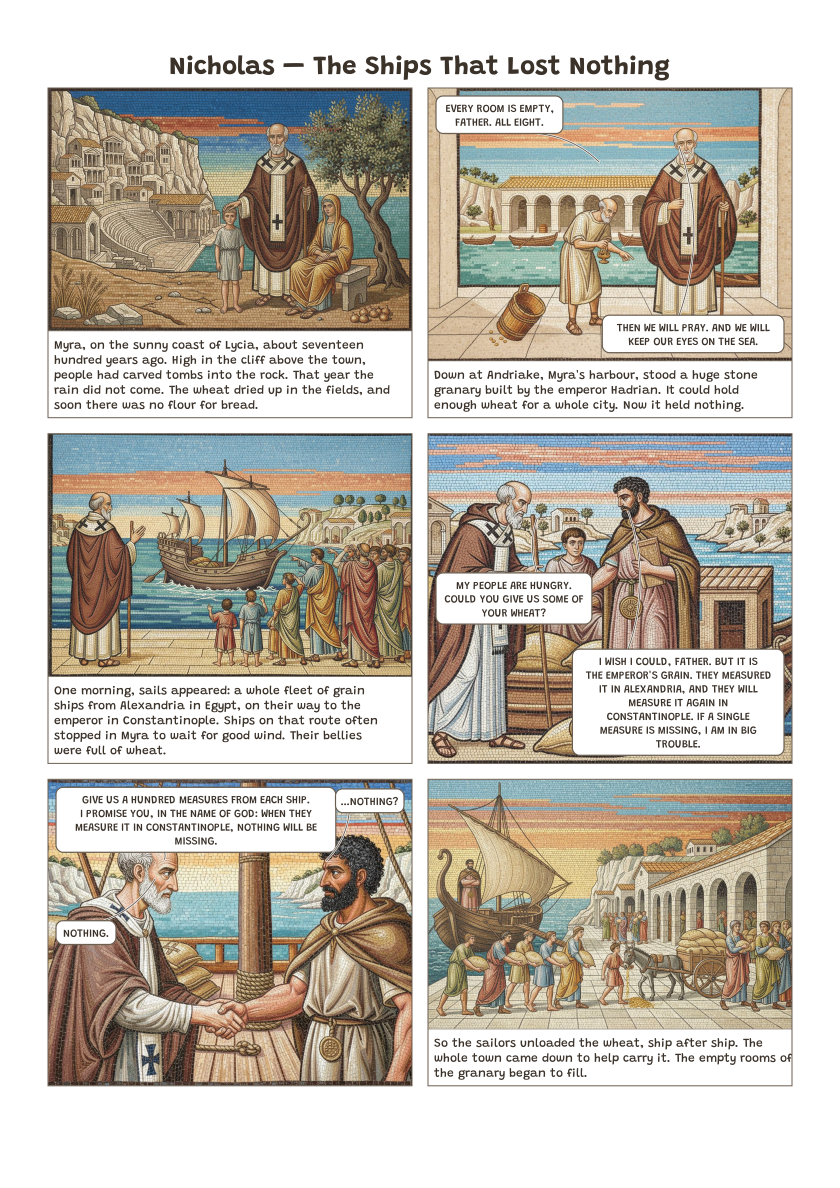 Nicholas — The Ships That Lost Nothing
Myra, on the sunny coast of Lycia, about seventeen
hundred years ago. High in the cliff above the town,
people had carved tombs into the rock. That year the
rain did not come. The wheat dried up in the fields, and
soon there was no flour for bread.
EVERY ROOM IS EMPTY,
FATHER. ALL EIGHT.
THEN WE WILL PRAY. AND WE WILL
KEEP OUR EYES ON THE SEA.
Down at Andriake, Myra's harbour, stood a huge stone
granary built by the emperor Hadrian. It could hold
enough wheat for a whole city. Now it held nothing.
One morning, sails appeared: a whole fleet of grain
ships from Alexandria in Egypt, on their way to the
emperor in Constantinople. Ships on that route often
stopped in Myra to wait for good wind. Their bellies
were full of wheat.
MY PEOPLE ARE HUNGRY.
COULD YOU GIVE US SOME OF
YOUR WHEAT?
I WISH I COULD, FATHER. BUT IT IS
THE EMPEROR'S GRAIN. THEY MEASURED
IT IN ALEXANDRIA, AND THEY WILL
MEASURE IT AGAIN IN
CONSTANTINOPLE. IF A SINGLE
MEASURE IS MISSING, I AM IN BIG
TROUBLE.
GIVE US A HUNDRED MEASURES FROM EACH SHIP.
I PROMISE YOU, IN THE NAME OF GOD: WHEN THEY
MEASURE IT IN CONSTANTINOPLE, NOTHING WILL BE
MISSING.
...NOTHING?
NOTHING.
So the sailors unloaded the wheat, ship after ship. The
whole town came down to help carry it. The empty rooms of
the granary began to fill.